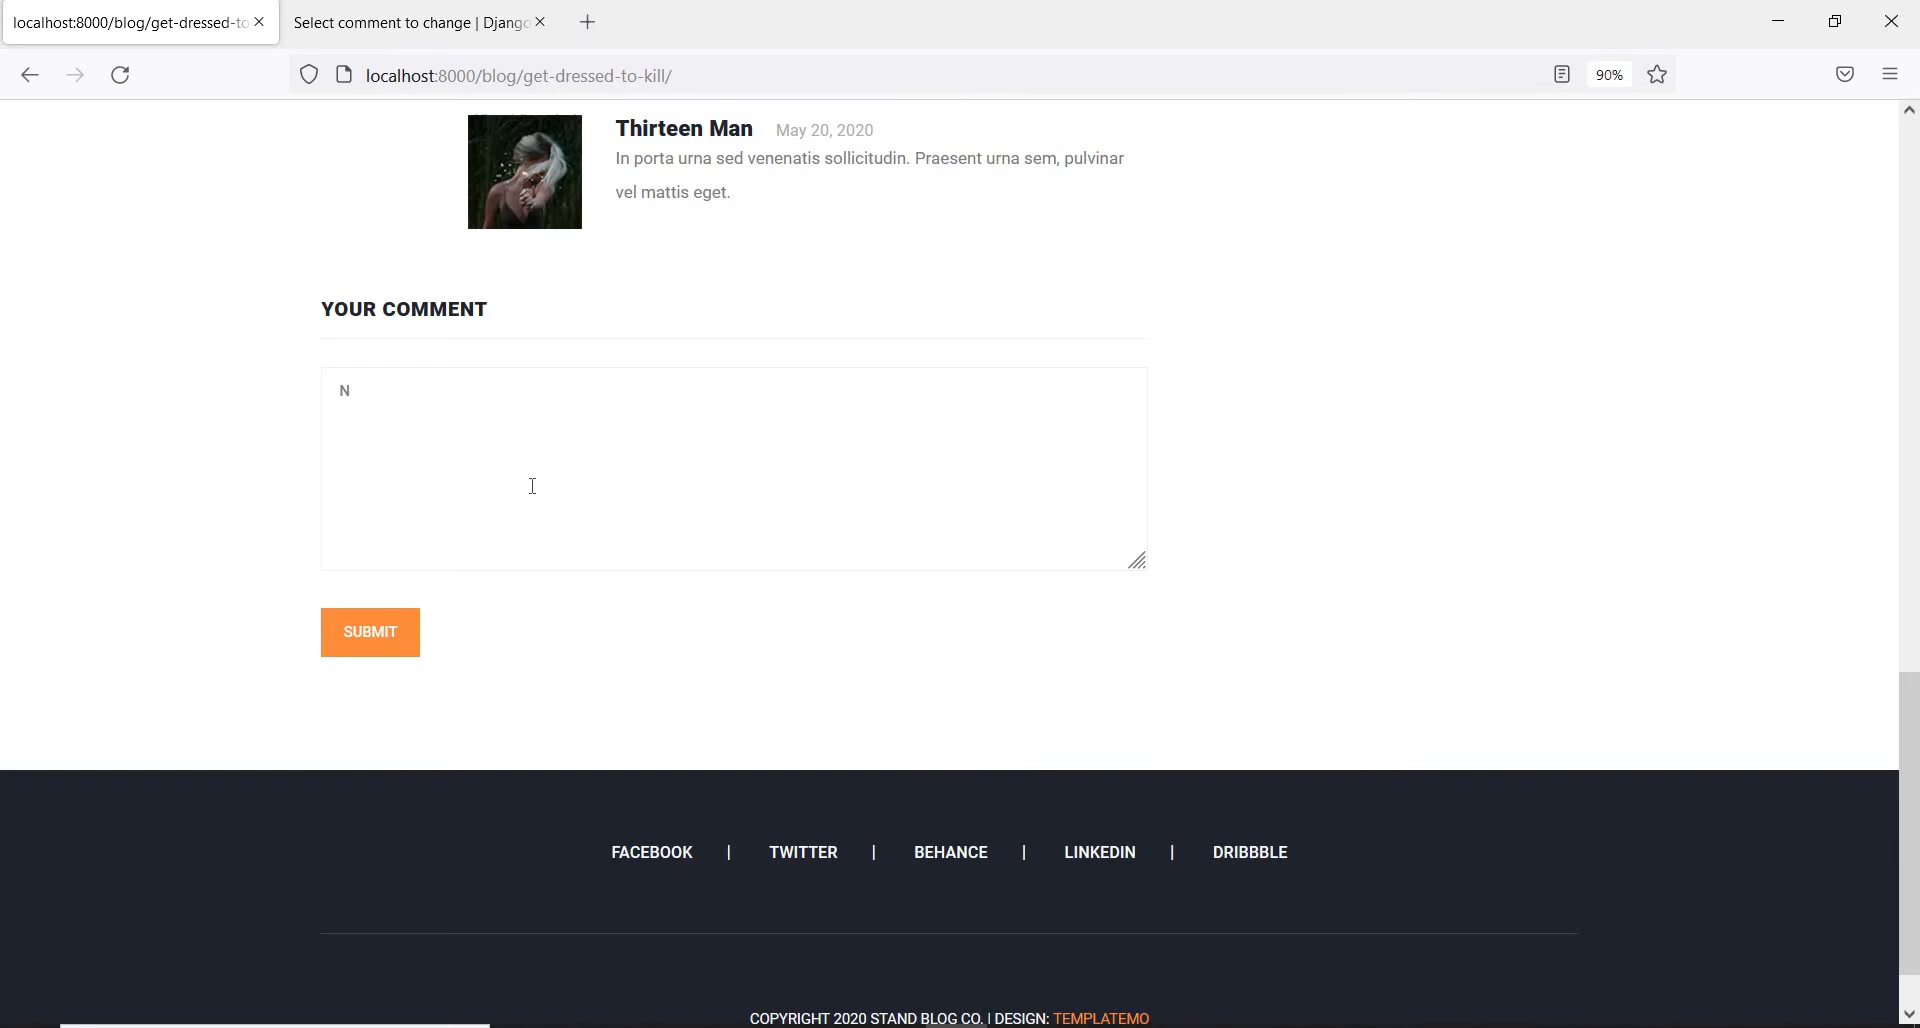 localhost:8000/blog/get-dressed-to
Select comment to change | Django
localhost:8000/blog/get-dressed-to-kill/
90%
Thirteen Man May 20, 2020
In porta urna sed venenatis sollicitudin. Praesent urna sem, pulvinar
vel mattis eget.
YOUR COMMENT
N
SUBMIT
FACEBOOK | TWITTER | BEHANCE | LINKEDIN | DRIBBBLE
COPYRIGHT 2020 STAND BLOG CO. | DESIGN: TEMPLATEMO